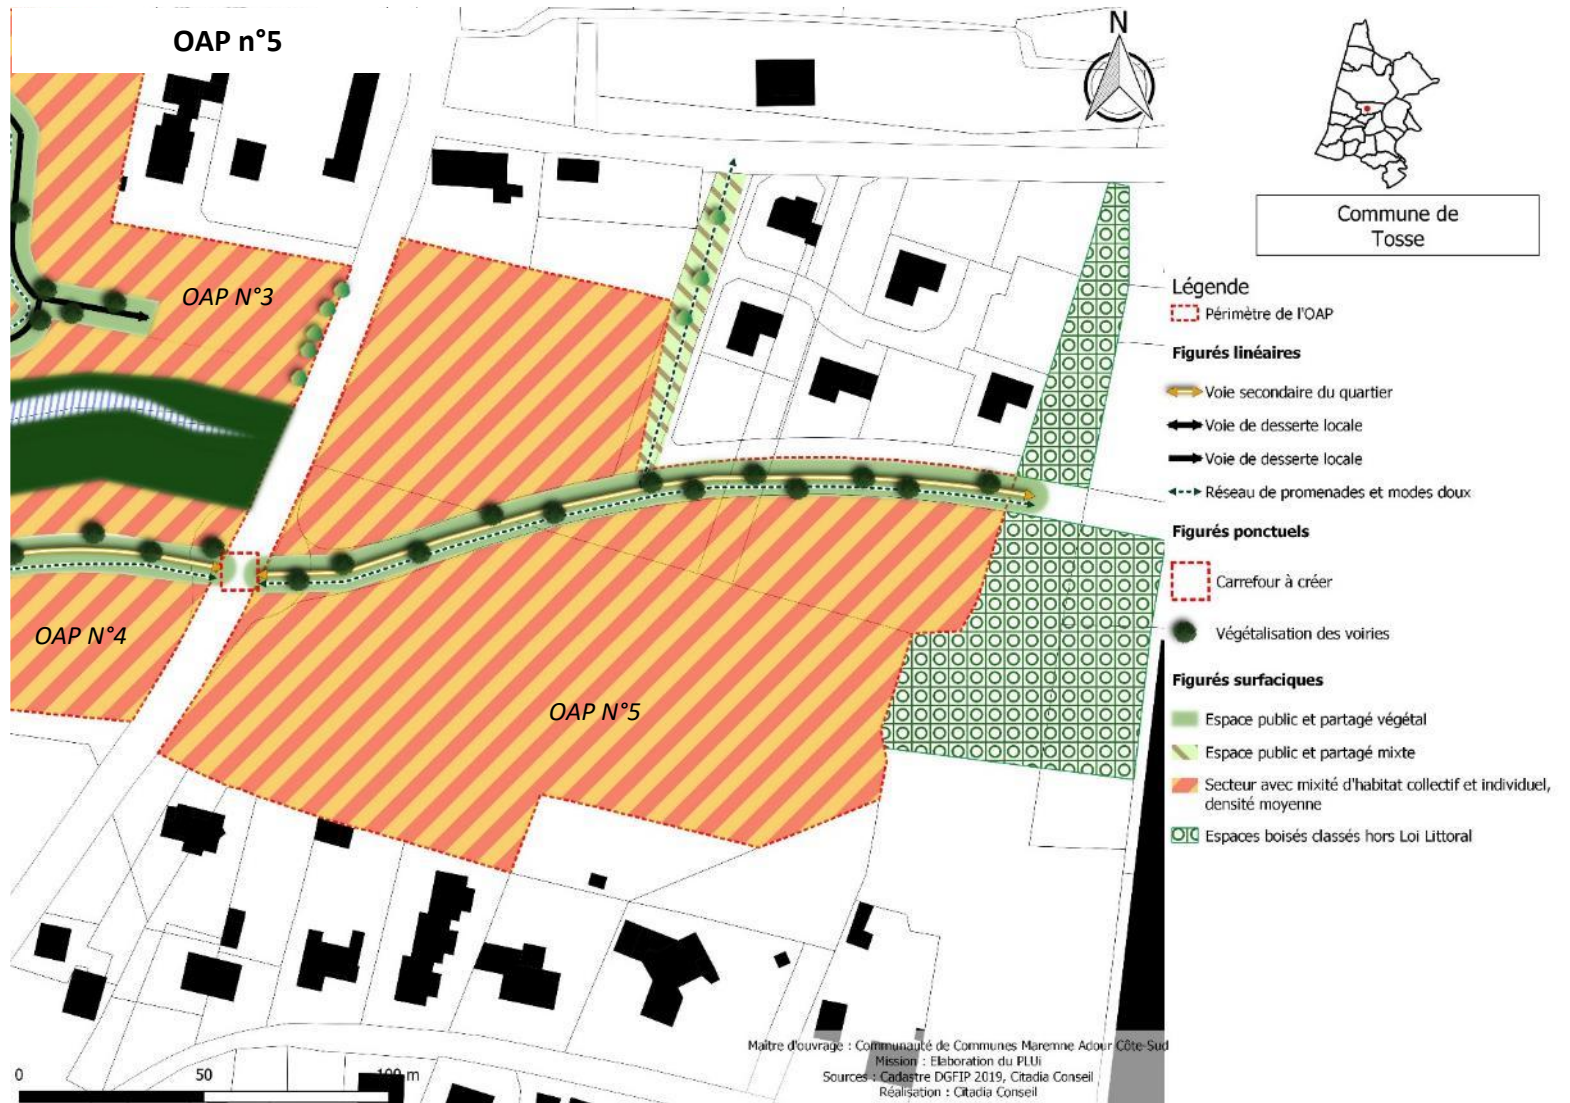 OAP n°5
N
OAP N°3
OAP N°4
OAP N°5
Commune de
Tosse
Légende
Périmètre de l'OAP
Figurés linéaires
Voie secondaire du quartier
Voie de desserte locale
Voie de desserte locale
Réseau de promenades et modes doux
Figurés ponctuels
Carrefour à créer
Végétalisation des voiries
Figurés surfaciques
Espace public et partagé végétal
Espace public et partagé mixte
Secteur avec mixité d'habitat collectif et individuel,
densité moyenne
Espaces boisés classés hors Loi Littoral
Maître d'ouvrage : Communauté de Communes Maremne Adour Côte-Sud
Mission : Elaboration du PLUi
Sources : Cadastre DGFIP 2019, Citadia Conseil
Réalisation : Citadia Conseil
0 50 100 m